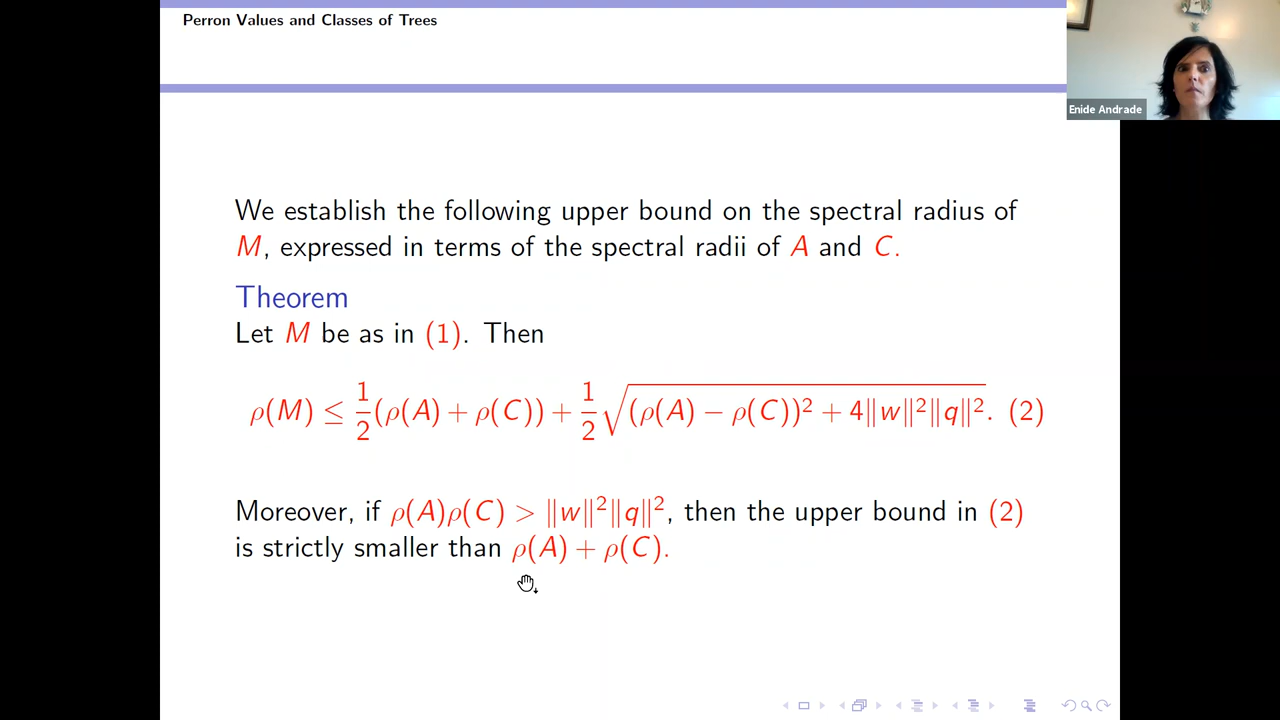 Perron Values and Classes of Trees
Enide Andrade
We establish the following upper bound on the spectral radius of
M, expressed in terms of the spectral radii of A and C.
Theorem
Let M be as in (1). Then
ρ(M) ≤ 1/2(ρ(A) + ρ(C)) + 1/2√((ρ(A) − ρ(C))² + 4‖w‖²‖q‖²). (2)
Moreover, if ρ(A)ρ(C) > ‖w‖²‖q‖², then the upper bound in (2)
is strictly smaller than ρ(A) + ρ(C).